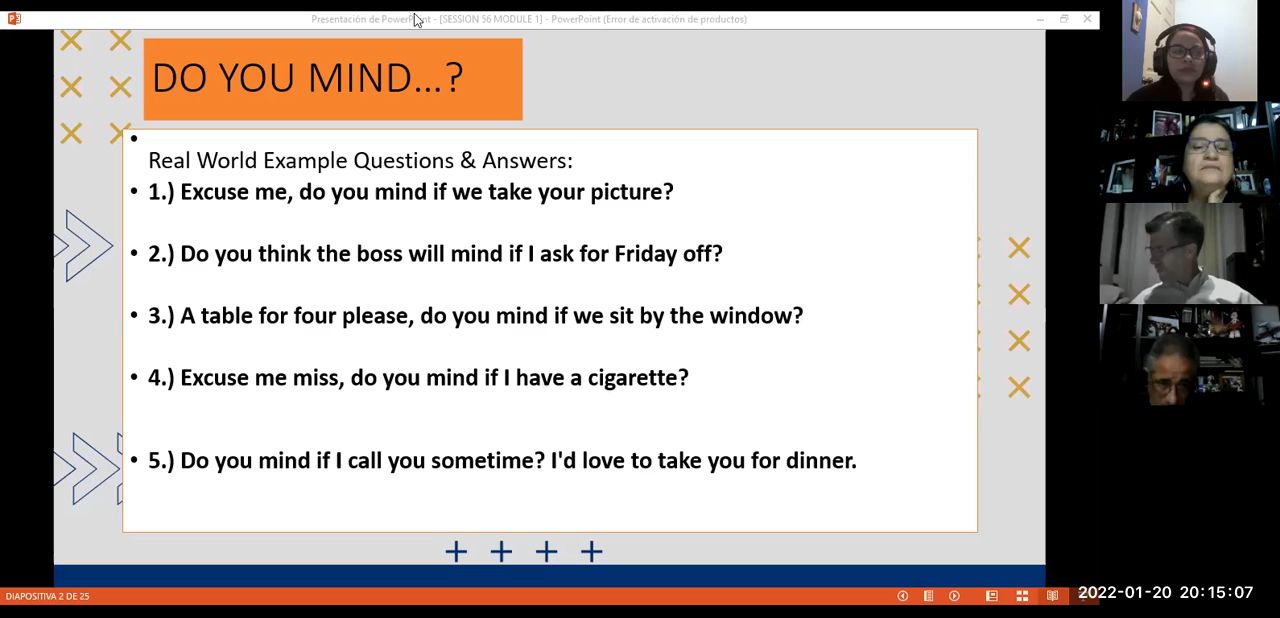 Presentación de PowerPoint - [SESSION 56 MODULE 1] - PowerPoint (Error de activación de productos)
DO YOU MIND...?
Real World Example Questions & Answers:
• 1.) Excuse me, do you mind if we take your picture?
• 2.) Do you think the boss will mind if I ask for Friday off?
• 3.) A table for four please, do you mind if we sit by the window?
• 4.) Excuse me miss, do you mind if I have a cigarette?
• 5.) Do you mind if I call you sometime? I'd love to take you for dinner.
DIAPOSITIVA 2 DE 25
2022-01-20 20:15:07